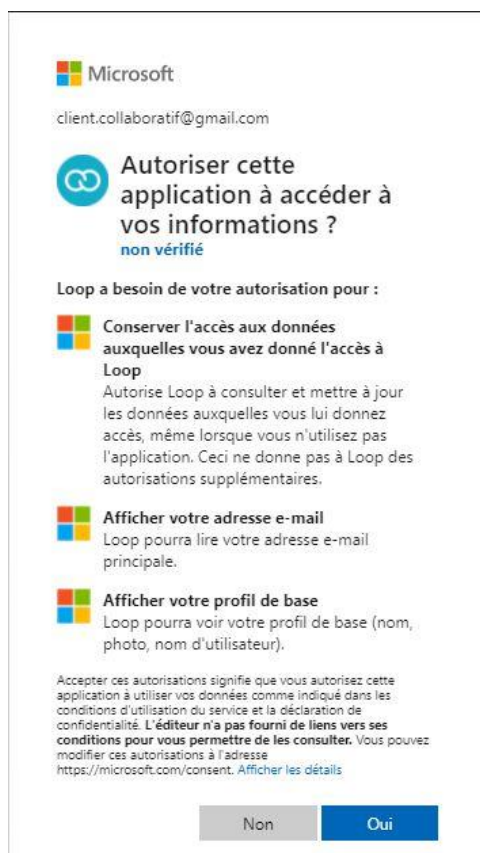 Microsoft
client.collaboratif@gmail.com
Autoriser cette
application à accéder à
vos informations ?
non vérifié
Loop a besoin de votre autorisation pour :
Conserver l'accès aux données
auxquelles vous avez donné l'accès à
Loop
Autorise Loop à consulter et mettre à jour
les données auxquelles vous lui donnez
accès, même lorsque vous n'utilisez pas
l'application. Ceci ne donne pas à Loop des
autorisations supplémentaires.
Afficher votre adresse e-mail
Loop pourra lire votre adresse e-mail
principale.
Afficher votre profil de base
Loop pourra voir votre profil de base (nom,
photo, nom d'utilisateur).
Accepter ces autorisations signifie que vous autorisez cette
application à utiliser vos données comme indiqué dans les
conditions d'utilisation du service et la déclaration de
confidentialité. L'éditeur n'a pas fourni de liens vers ses
conditions pour vous permettre de les consulter. Vous pouvez
modifier ces autorisations à l'adresse
https://microsoft.com/consent. Afficher les détails
Non Oui